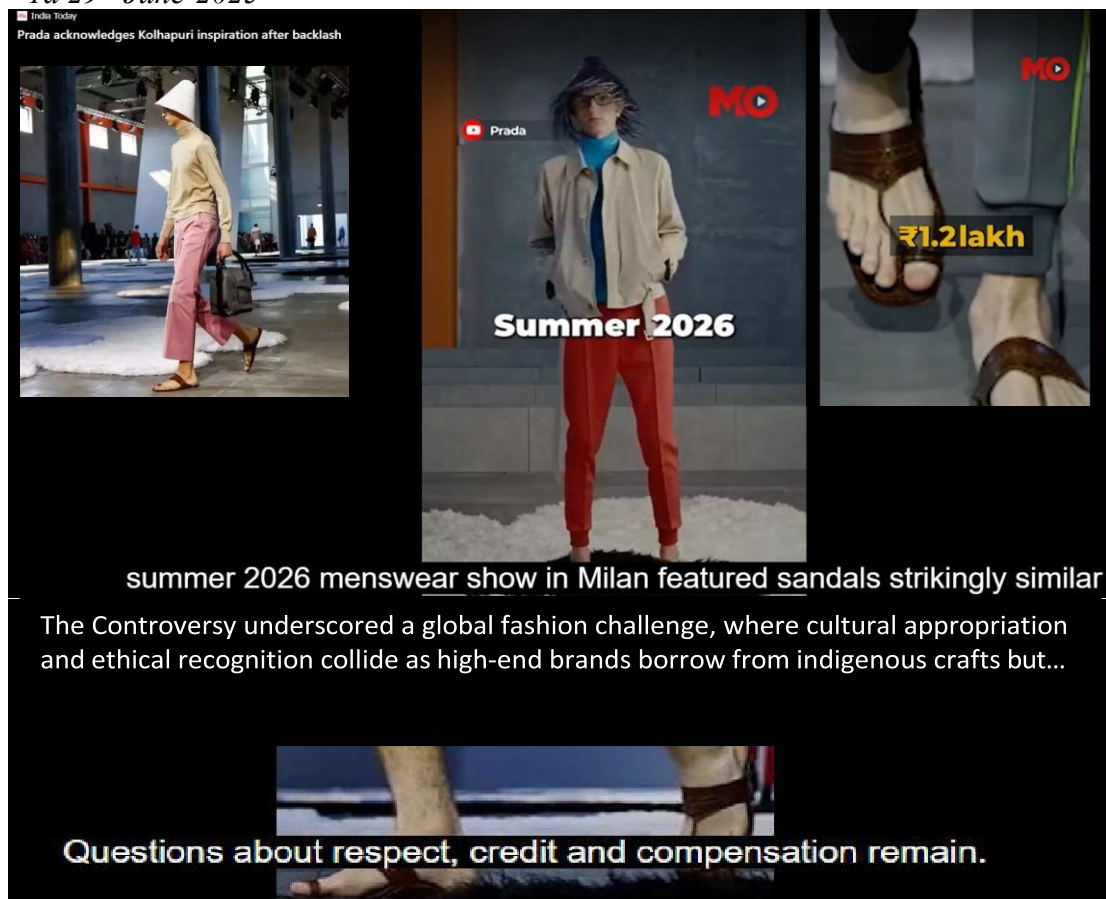 June 2025
India Today
Prada acknowledges Kolhapuri inspiration after backlash
MO
Prada
Summer 2026
MO
₹1.2lakh
summer 2026 menswear show in Milan featured sandals strikingly similar
The Controversy underscored a global fashion challenge, where cultural appropriation
and ethical recognition collide as high-end brands borrow from indigenous crafts but...
Questions about respect, credit and compensation remain.